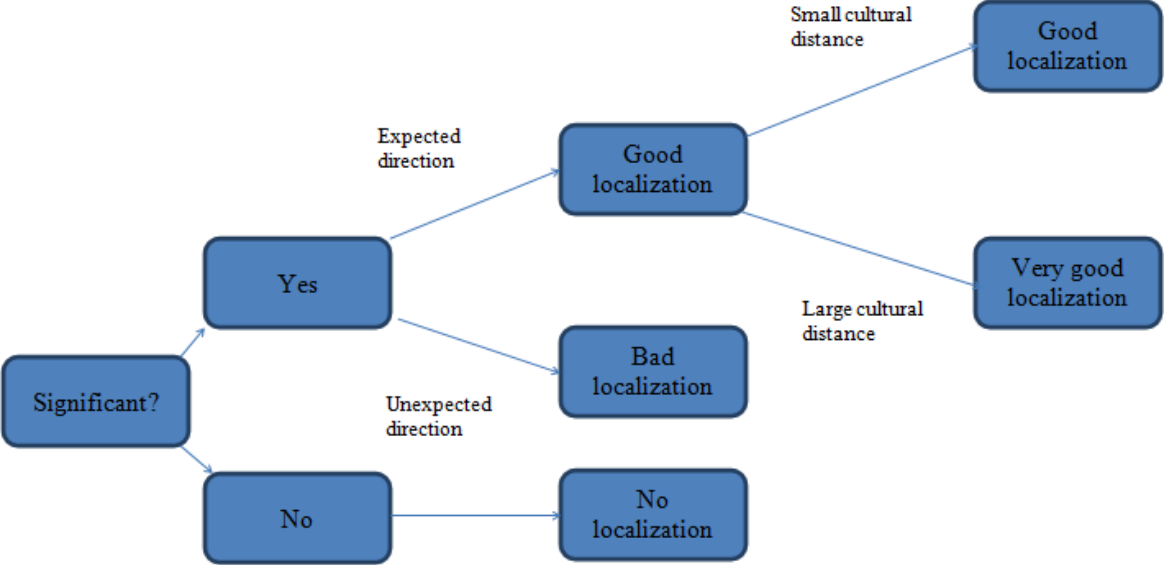 Small cultural
distance
Good
localization
Expected
direction
Good
localization
Yes
Very good
localization
Large cultural
distance
Bad
localization
Significant?
Unexpected
direction
No
No
localization